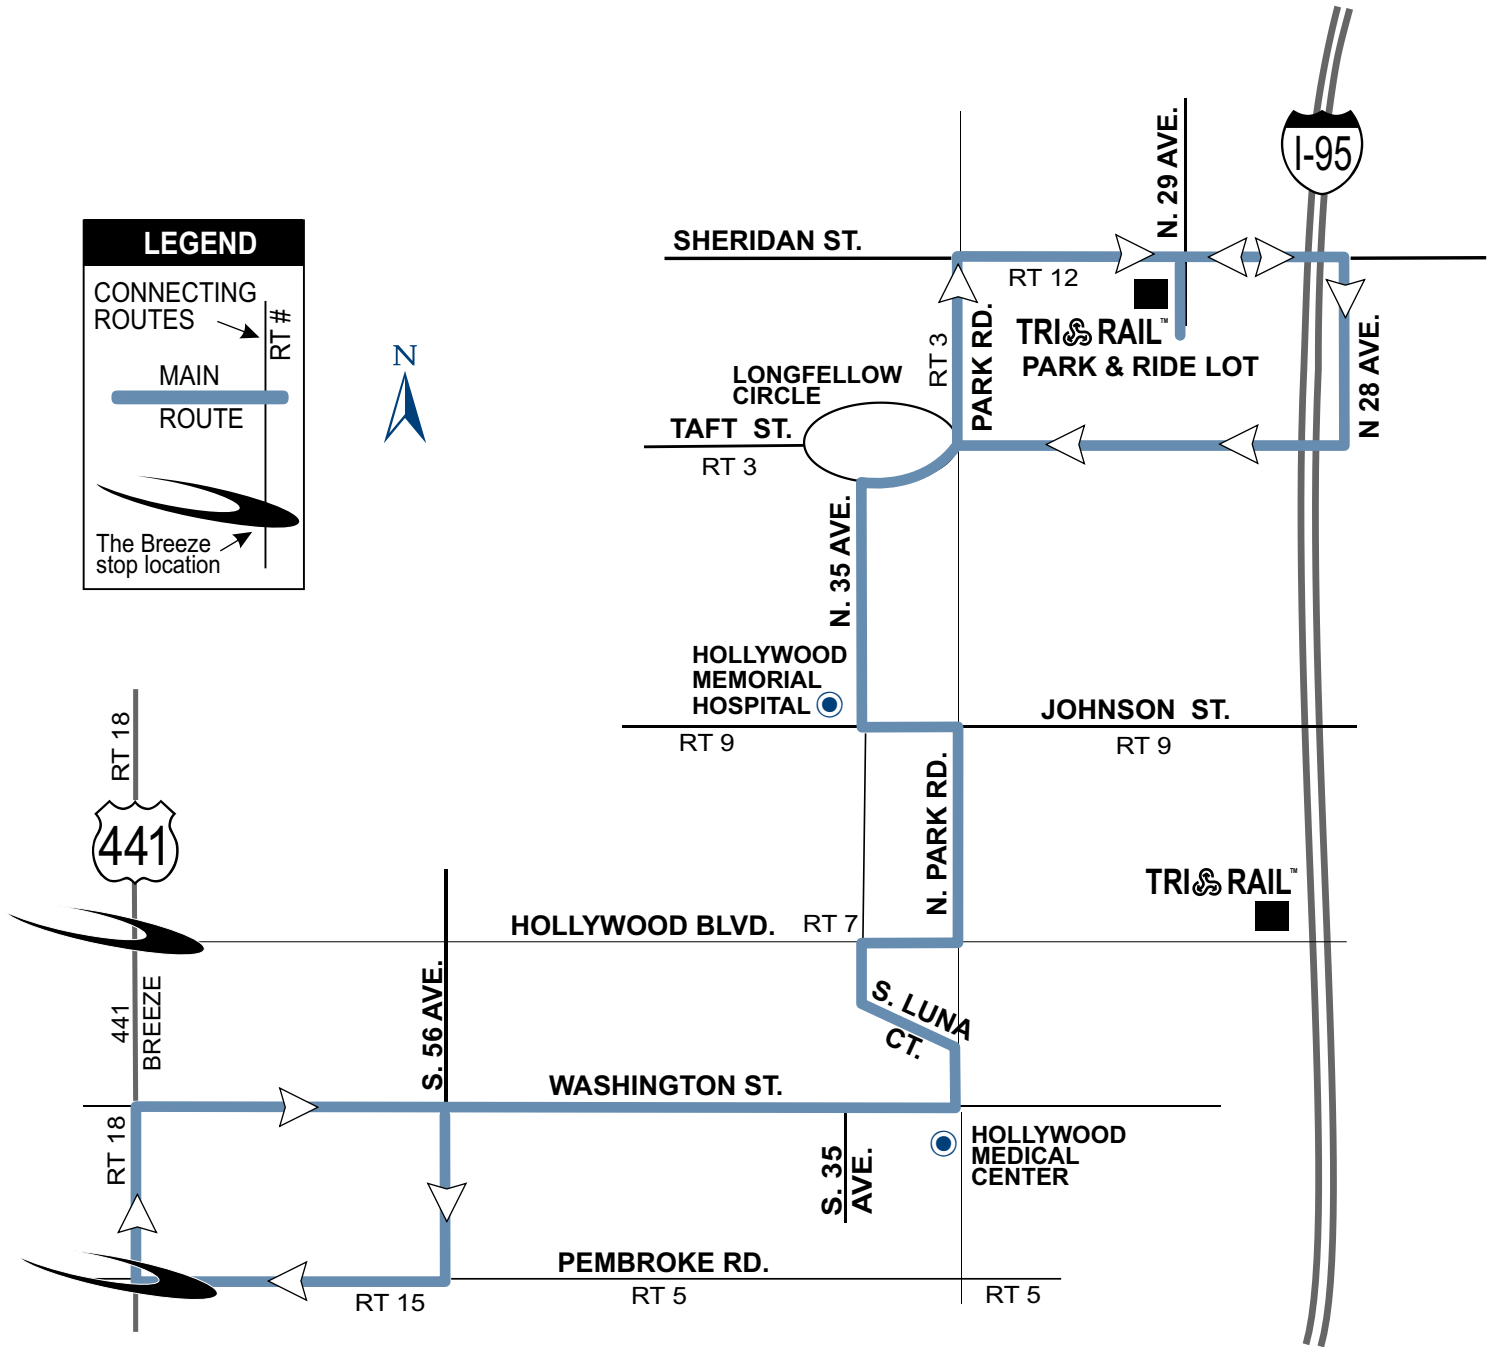 I-95
N. 29 AVE.
SHERIDAN ST.
RT 12
TRI RAIL™
PARK & RIDE LOT
N 28 AVE.
RT 3
PARK RD.
LONGFELLOW
CIRCLE
TAFT ST.
RT 3
LEGEND
CONNECTING
ROUTES
RT #
MAIN
ROUTE
The Breeze
stop location
N
N. 35 AVE.
HOLLYWOOD
MEMORIAL
HOSPITAL
JOHNSON ST.
RT 9
RT 9
RT 18
441
N. PARK RD.
TRI RAIL™
HOLLYWOOD BLVD.
RT 7
441
BREEZE
S. 56 AVE.
S. LUNA
CT.
WASHINGTON ST.
RT 18
S. 35
AVE.
HOLLYWOOD
MEDICAL
CENTER
PEMBROKE RD.
RT 15
RT 5
RT 5